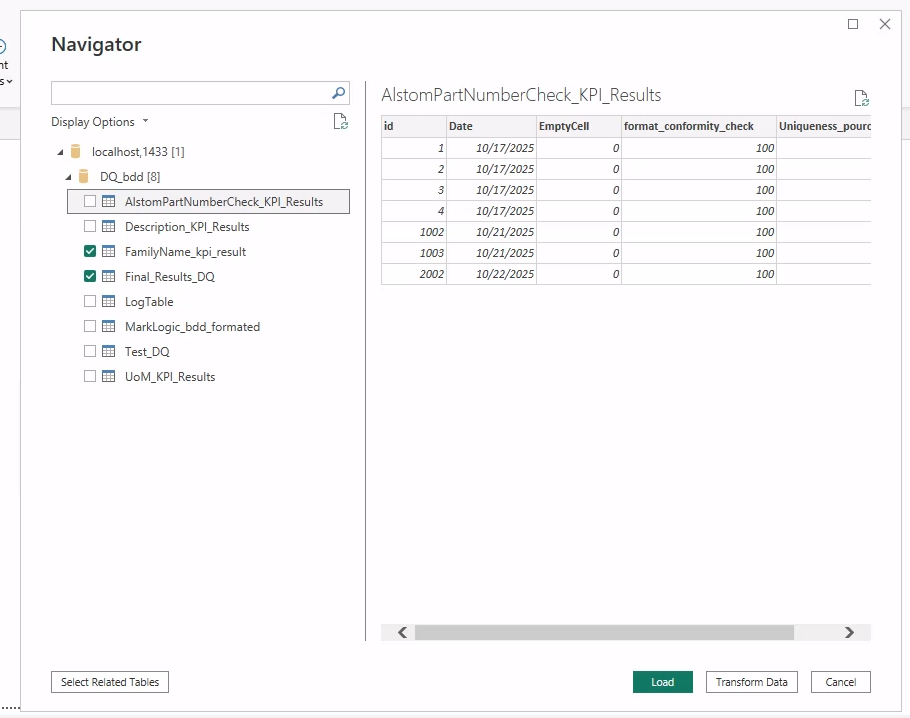 Navigator
nt
s
Display Options
localhost,1433 [1]
DQ_bdd [8]
AlstomPartNumberCheck_KPI_Results
Description_KPI_Results
FamilyName_kpi_result
Final_Results_DQ
LogTable
MarkLogic_bdd_formated
Test_DQ
UoM_KPI_Results
AlstomPartNumberCheck_KPI_Results
id Date EmptyCell format_conformity_check Uniqueness_pourc
1 10/17/2025 0 100
2 10/17/2025 0 100
3 10/17/2025 0 100
4 10/17/2025 0 100
1002 10/21/2025 0 100
1003 10/21/2025 0 100
2002 10/22/2025 0 100
Select Related Tables
Load
Transform Data
Cancel